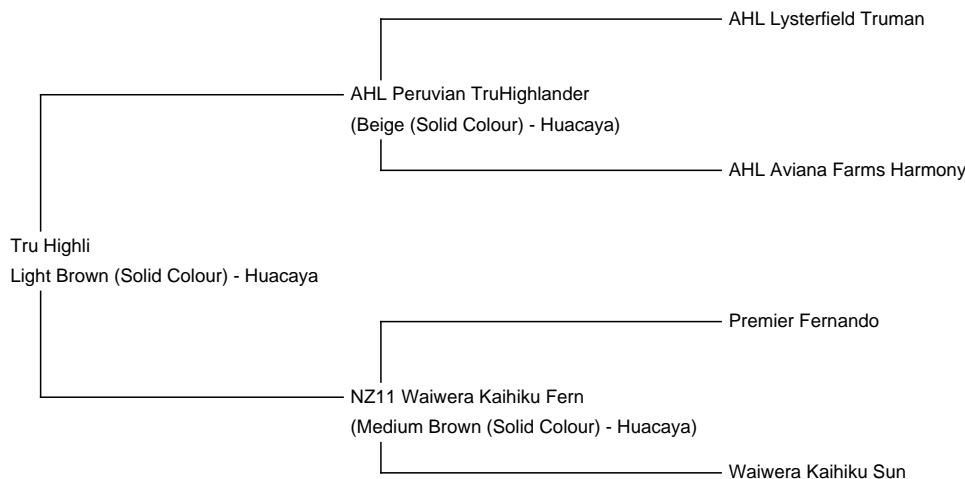 AHL Lysterfield Truman
AHL Peruvian TruHighlander
(Beige (Solid Colour) - Huacaya)
AHL Aviana Farms Harmony
Tru Highli
Light Brown (Solid Colour) - Huacaya
Premier Fernando
NZ11 Waiwera Kaihiku Fern
(Medium Brown (Solid Colour) - Huacaya)
Waiwera Kaihiku Sun